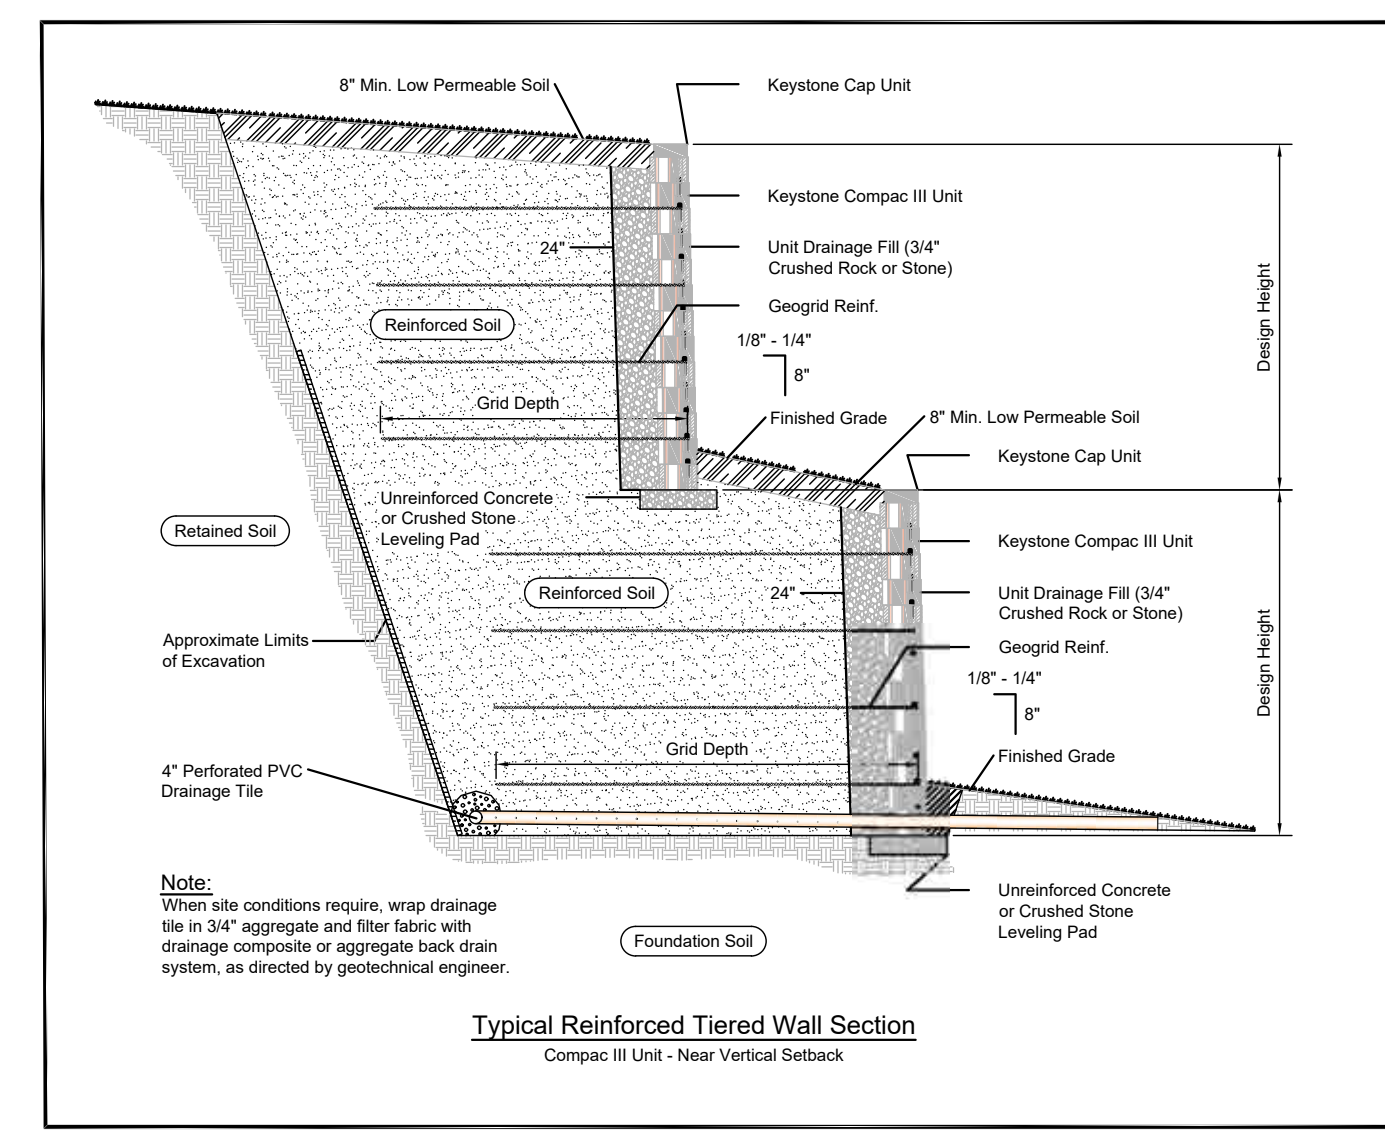 8" Min. Low Permeable Soil
Keystone Cap Unit
Keystone Compac III Unit
24"
Unit Drainage Fill (3/4"
Crushed Rock or Stone)
Geogrid Reinf.
Reinforced Soil
1/8" - 1/4"
8"
Design Height
Grid Depth
Finished Grade
8" Min. Low Permeable Soil
Keystone Cap Unit
Unreinforced Concrete
or Crushed Stone
Leveling Pad
Retained Soil
Keystone Compac III Unit
Reinforced Soil
24"
Unit Drainage Fill (3/4"
Crushed Rock or Stone)
Approximate Limits
of Excavation
Geogrid Reinf.
1/8" - 1/4"
8"
Design Height
Grid Depth
Finished Grade
4" Perforated PVC
Drainage Tile
Note:
When site conditions require, wrap drainage
tile in 3/4" aggregate and filter fabric with
drainage composite or aggregate back drain
system, as directed by geotechnical engineer.
Unreinforced Concrete
or Crushed Stone
Leveling Pad
Foundation Soil
Typical Reinforced Tiered Wall Section
Compac III Unit - Near Vertical Setback